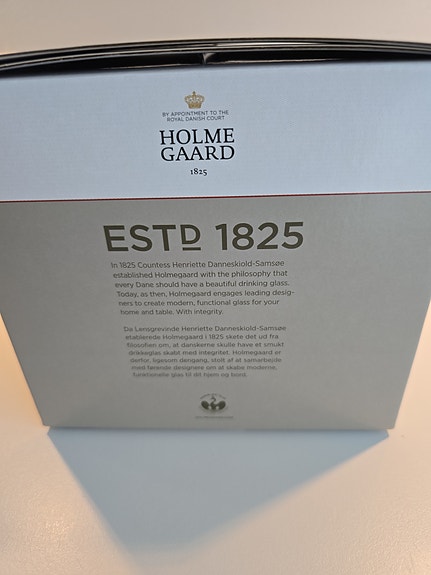 BY APPOINTMENT TO THE
ROYAL DANISH COURT
HOLME
GAARD
1825
ESTD 1825
In 1825 Countess Henriette Danneskiold-Samsøe
established Holmegaard with the philosophy that
every Dane should have a beautiful drinking glass.
Today, as then, Holmegaard engages leading desig-
ners to create modern, functional glass for your
home and table. With integrity.
Da Lensgrevinde Henriette Danneskiold-Samsøe
etablerede Holmegaard i 1825 skete det ud fra
filosofien om, at danskerne skulle have et smukt
drikkeglas skabt med integritet. Holmegaard er
derfor, ligesom dengang, stolt af at samarbejde
med førende designere om at skabe moderne,
funktionelle glas til dit hjem og bord.